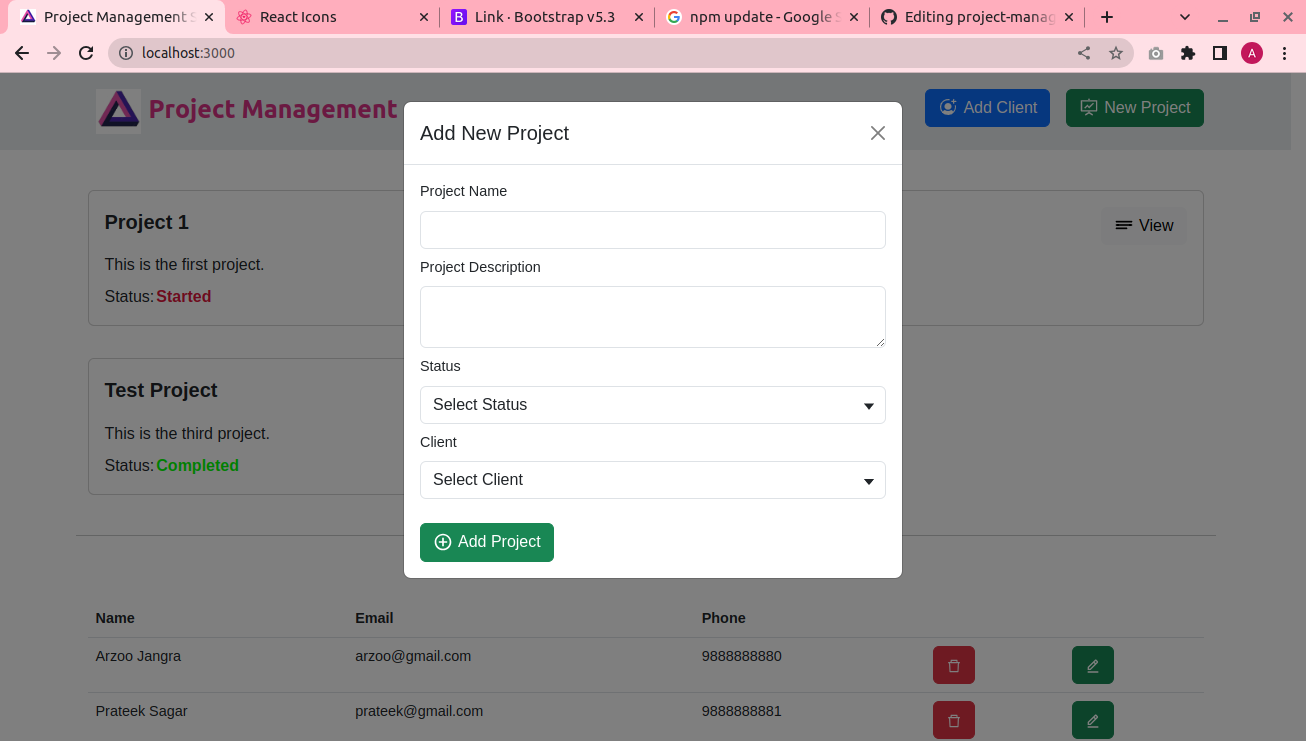 Project Management S
React Icons
Link · Bootstrap v5.3
npm update - Google S
Editing project-manag
localhost:3000
A
Project Management
Add Client
New Project
Add New Project
Project Name
Project Description
Status
Select Status
Client
Select Client
Add Project
Project 1
View
This is the first project.
Status: Started
Test Project
This is the third project.
Status: Completed
Name Email Phone
Arzoo Jangra arzoo@gmail.com 9888888880
Prateek Sagar prateek@gmail.com 9888888881